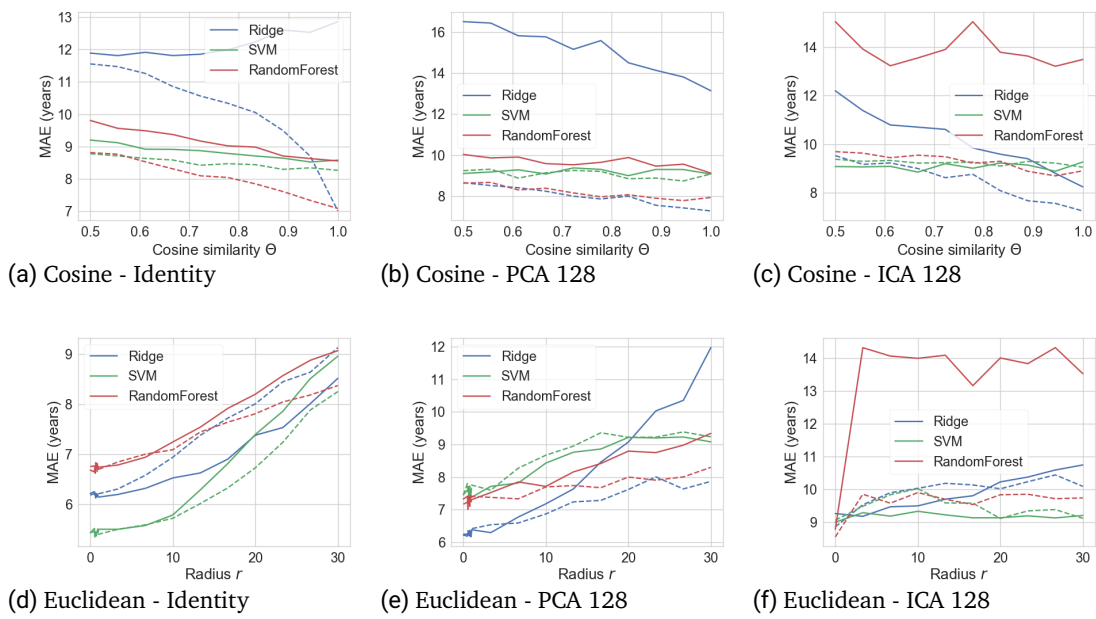 13
12
11
10
9
8
7
MAE (years)
Ridge
SVM
RandomForest
0.5 0.6 0.7 0.8 0.9 1.0
Cosine similarity Θ
(a) Cosine - Identity
16
14
12
10
8
MAE (years)
Ridge
SVM
RandomForest
0.5 0.6 0.7 0.8 0.9 1.0
Cosine similarity Θ
(b) Cosine - PCA 128
14
12
10
8
MAE (years)
Ridge
SVM
RandomForest
0.5 0.6 0.7 0.8 0.9 1.0
Cosine similarity Θ
(c) Cosine - ICA 128
9
8
7
6
MAE (years)
Ridge
SVM
RandomForest
0 10 20 30
Radius r
(d) Euclidean - Identity
12
11
10
9
8
7
6
MAE (years)
Ridge
SVM
RandomForest
0 10 20 30
Radius r
(e) Euclidean - PCA 128
14
13
12
11
10
9
MAE (years)
Ridge
SVM
RandomForest
0 10 20 30
Radius r
(f) Euclidean - ICA 128